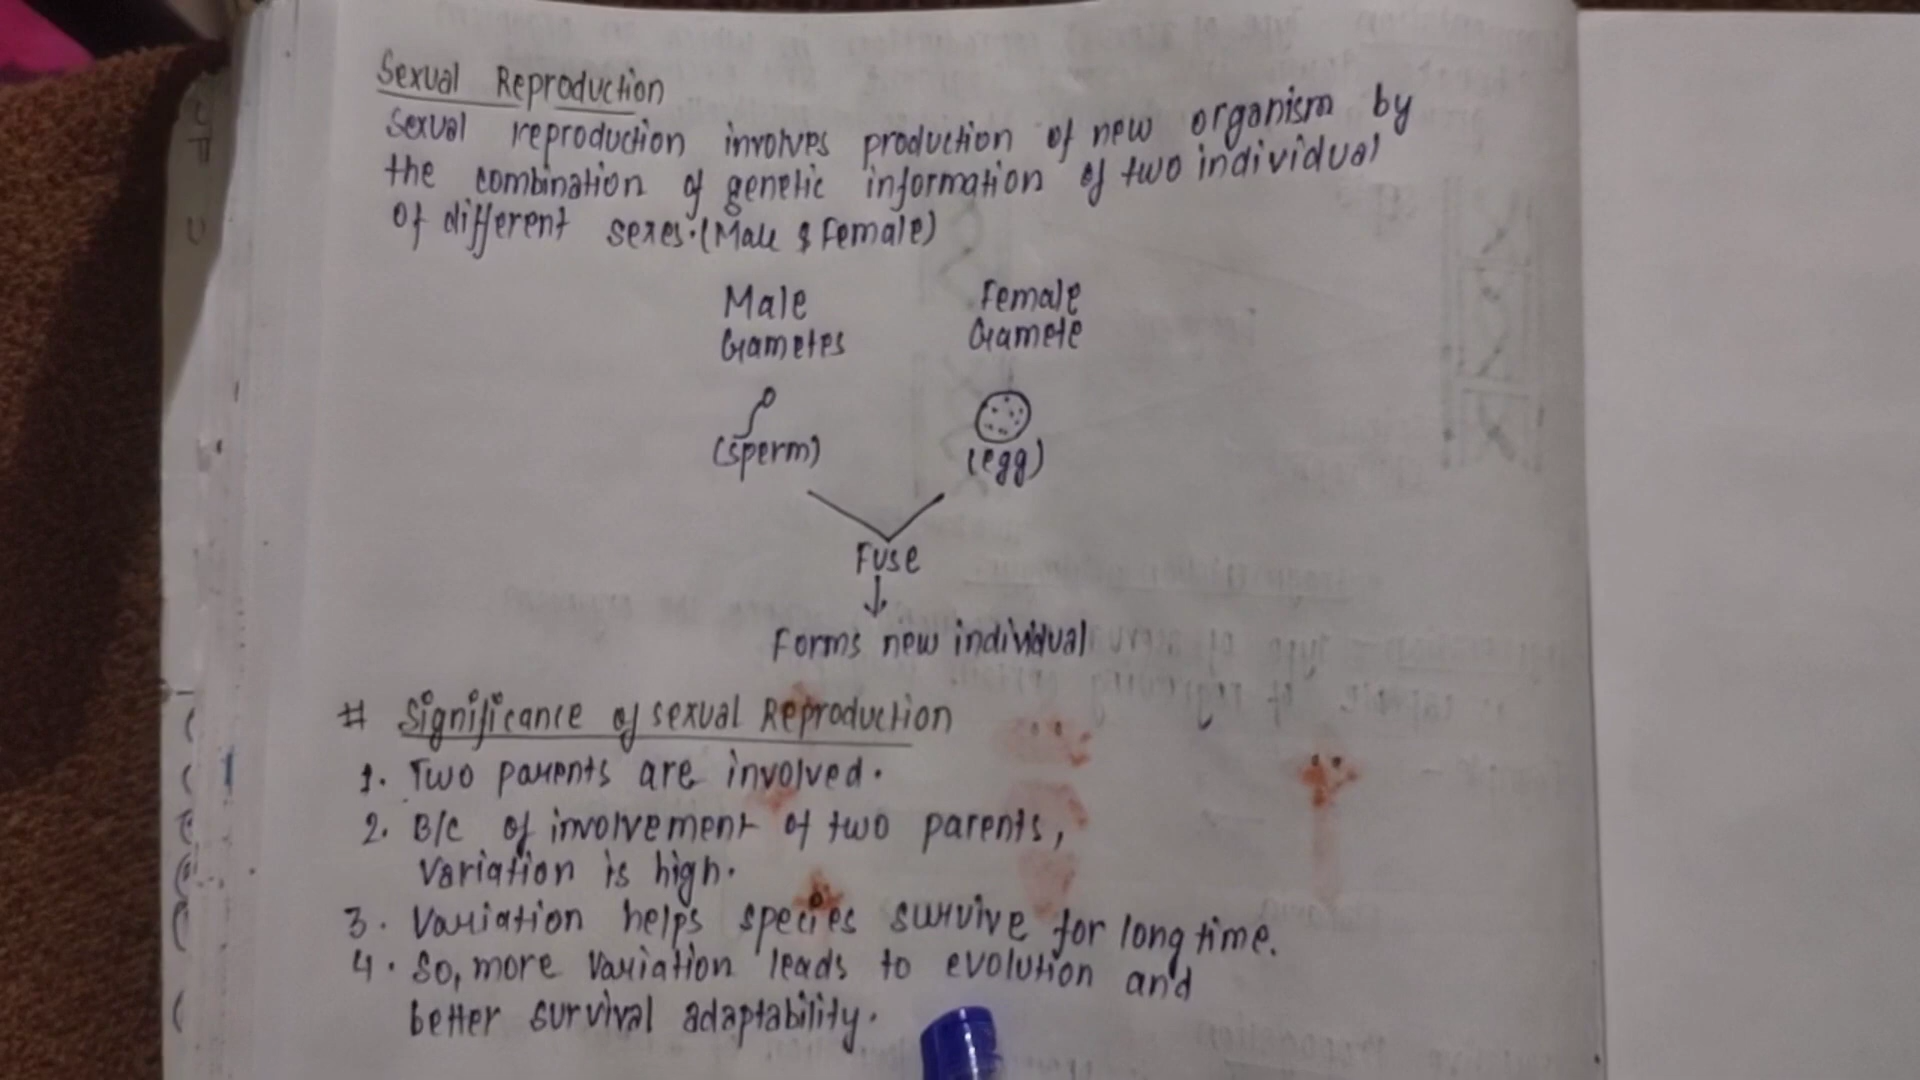 Sexual Reproduction
Sexual reproduction involves production of new organism by
the combination of genetic information of two individual
of different sexes. (Male & Female)
Male Female
Gametes Gamete
(sperm) (egg)
Fuse
↓
Forms new individual
# Significance of sexual Reproduction
1. Two parents are involved.
2. B/c of involvement of two parents,
variation is high.
3. Variation helps species survive for long time.
4. So, more variation leads to evolution and
better survival adaptability.